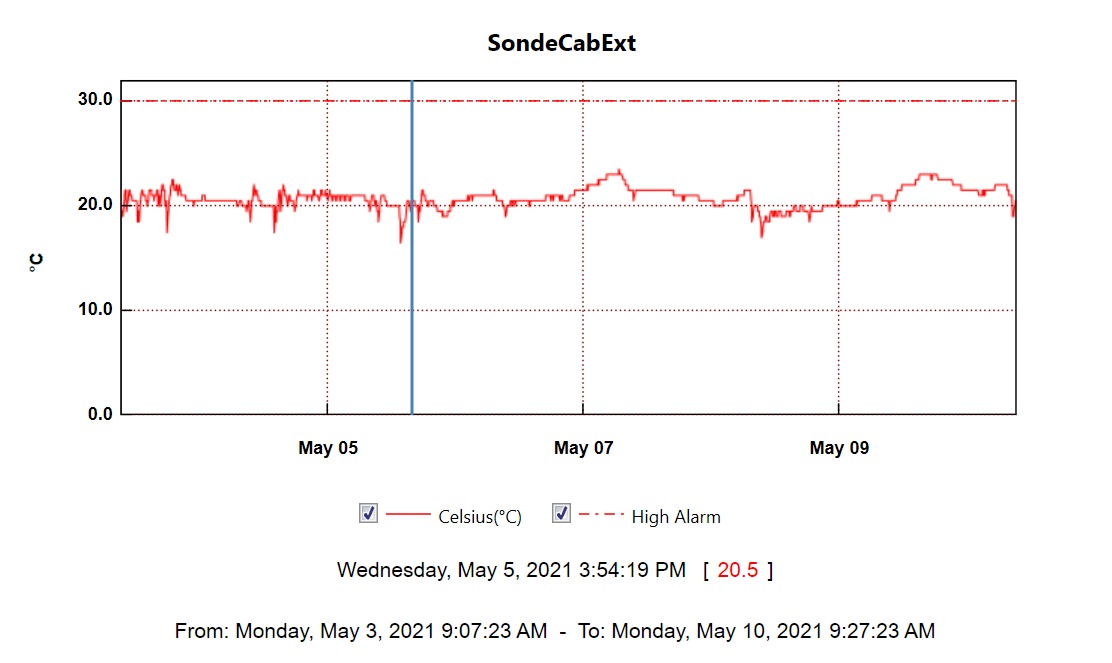 SondeCabExt
30.0
20.0
10.0
0.0
°C
May 05 May 07 May 09
Celsius(°C) High Alarm
Wednesday, May 5, 2021 3:54:19 PM [ 20.5 ]
From: Monday, May 3, 2021 9:07:23 AM - To: Monday, May 10, 2021 9:27:23 AM